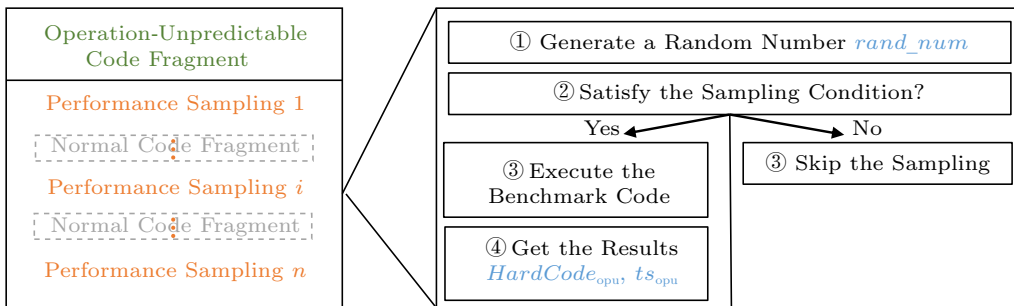 Operation-Unpredictable
Code Fragment
Performance Sampling 1
Normal Code Fragment
Performance Sampling i
Normal Code Fragment
Performance Sampling n
① Generate a Random Number rand_num
② Satisfy the Sampling Condition?
Yes
No
③ Execute the
Benchmark Code
③ Skip the Sampling
④ Get the Results
HardCode_opu, ts_opu